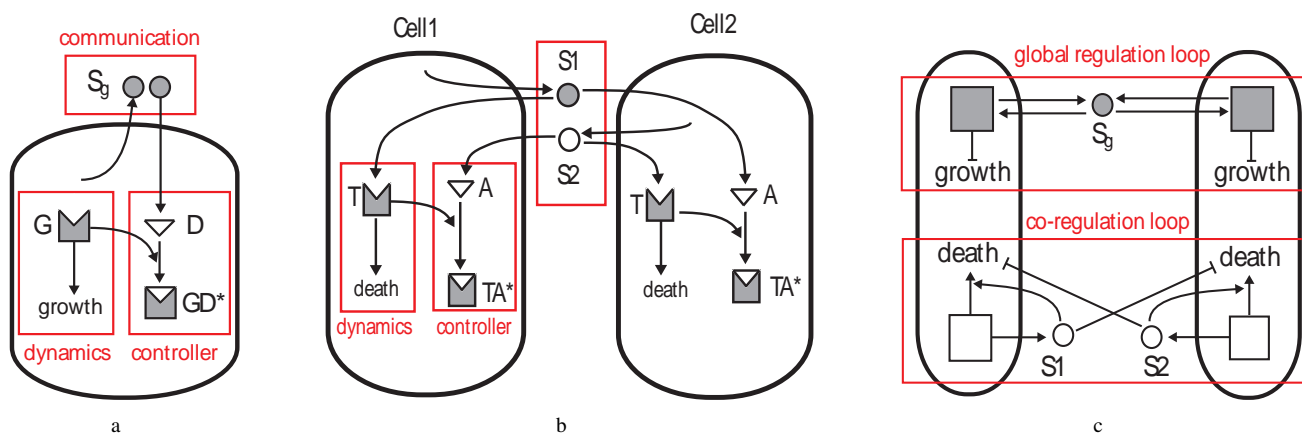 communication
Sg
G
D
growth
GD*
dynamics
controller
a
Cell1
Cell2
S1
S2
T
A
death
TA*
dynamics
controller
T
A
death
TA*
b
global regulation loop
Sg
growth
growth
co-regulation loop
death
death
S1
S2
c